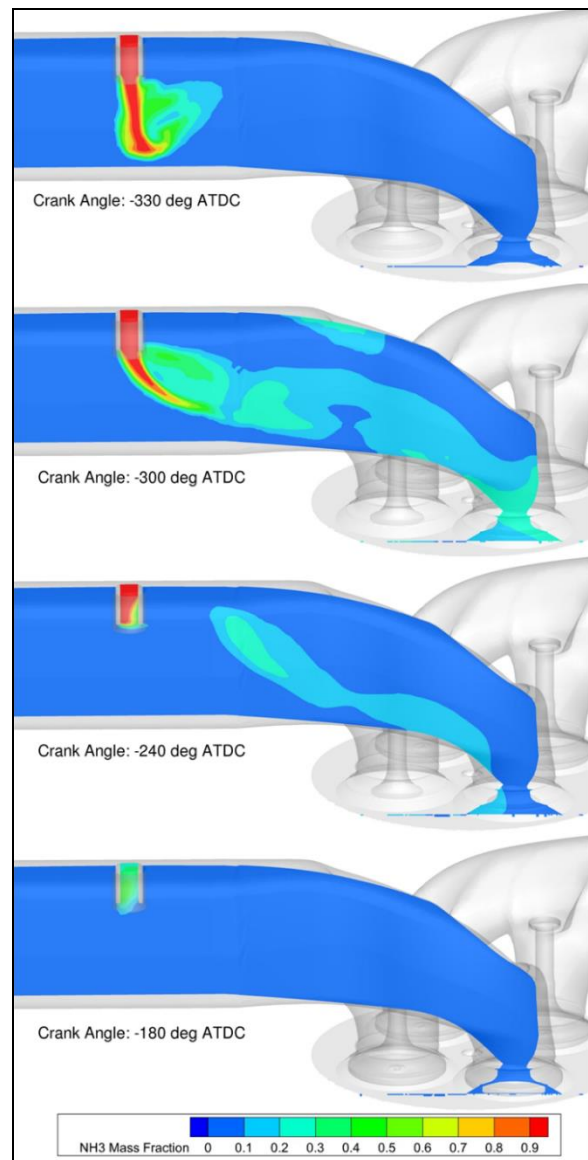 Crank Angle: -330 deg ATDC
Crank Angle: -300 deg ATDC
Crank Angle: -240 deg ATDC
Crank Angle: -180 deg ATDC
NH3 Mass Fraction 0 0.1 0.2 0.3 0.4 0.5 0.6 0.7 0.8 0.9